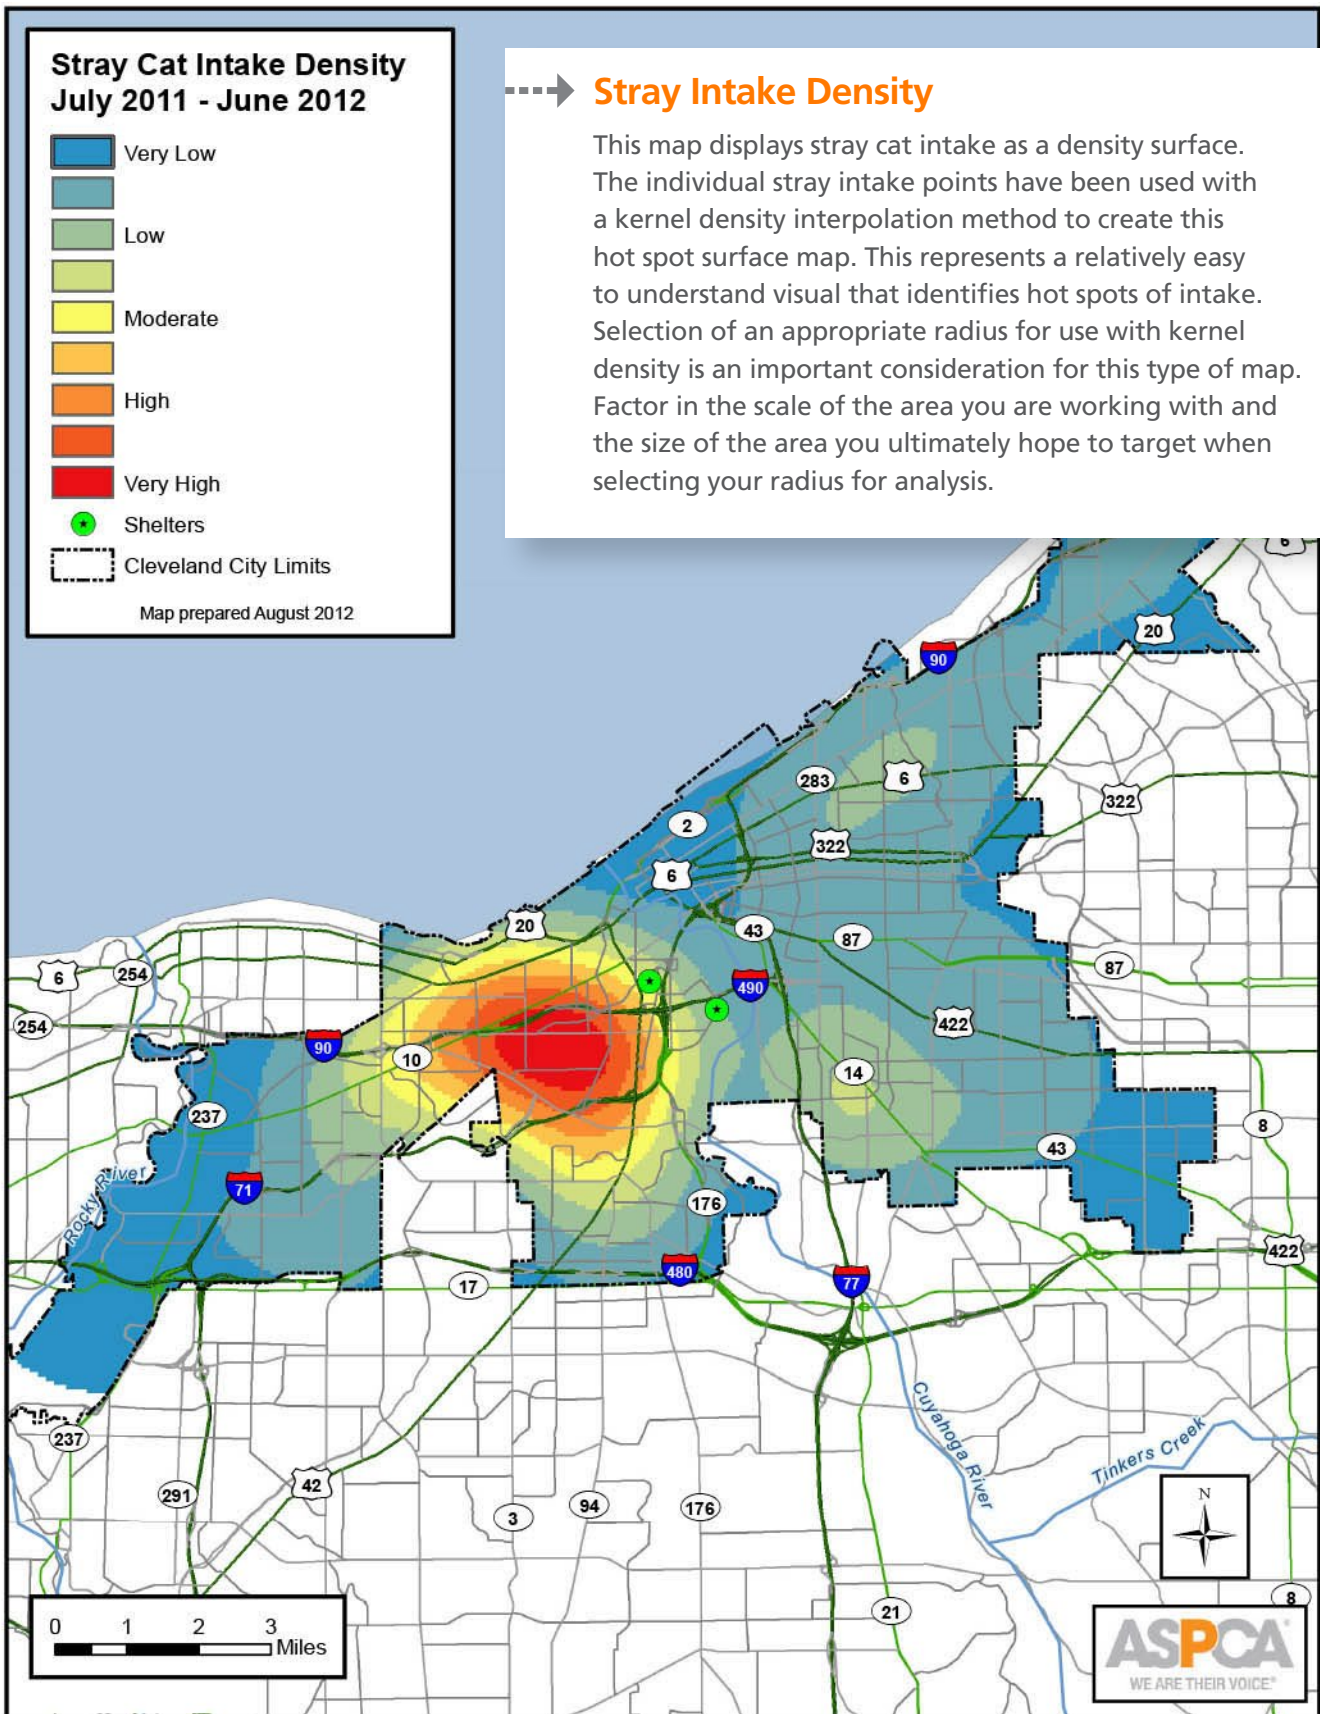 Stray Cat Intake Density
July 2011 - June 2012
Very Low
Low
Moderate
High
Very High
Shelters
Cleveland City Limits
Map prepared August 2012
Stray Intake Density
This map displays stray cat intake as a density surface.
The individual stray intake points have been used with
a kernel density interpolation method to create this
hot spot surface map. This represents a relatively easy
to understand visual that identifies hot spots of intake.
Selection of an appropriate radius for use with kernel
density is an important consideration for this type of map.
Factor in the scale of the area you are working with and
the size of the area you ultimately hope to target when
selecting your radius for analysis.
6
20
90
283
6
322
2
322
6
20
43
87
6
254
87
490
254
422
90
10
14
237
8
43
Rocky River
71
176
422
480
77
17
Cuyahoga River
237
Tinkers Creek
42
291
94
176
3
N
8
21
0 1 2 3
Miles
ASPCA®
WE ARE THEIR VOICE®